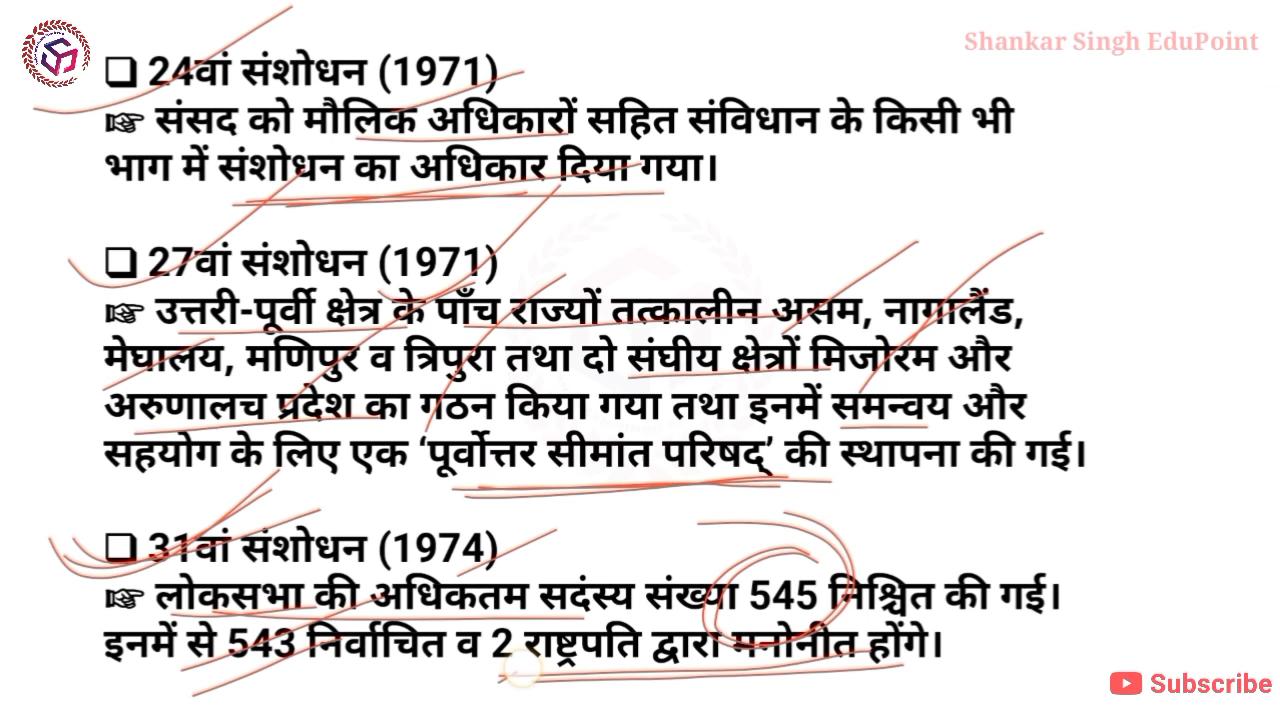 Shankar Singh EduPoint
❑ 24वां संशोधन (1971)
☞ संसद को मौलिक अधिकारों सहित संविधान के किसी भी
भाग में संशोधन का अधिकार दिया गया।
❑ 27वां संशोधन (1971)
☞ उत्तरी-पूर्वी क्षेत्र के पाँच राज्यों तत्कालीन असम, नागालैंड,
मेघालय, मणिपुर व त्रिपुरा तथा दो संघीय क्षेत्रों मिजोरम और
अरुणालच प्रदेश का गठन किया गया तथा इनमें समन्वय और
सहयोग के लिए एक ‘पूर्वोत्तर सीमांत परिषद्’ की स्थापना की गई।
❑ 31वां संशोधन (1974)
☞ लोकसभा की अधिकतम सदंस्य संख्या 545 निश्चित की गई।
इनमें से 543 निर्वाचित व 2 राष्ट्रपति द्वारा मनोनीत होंगे।
Subscribe